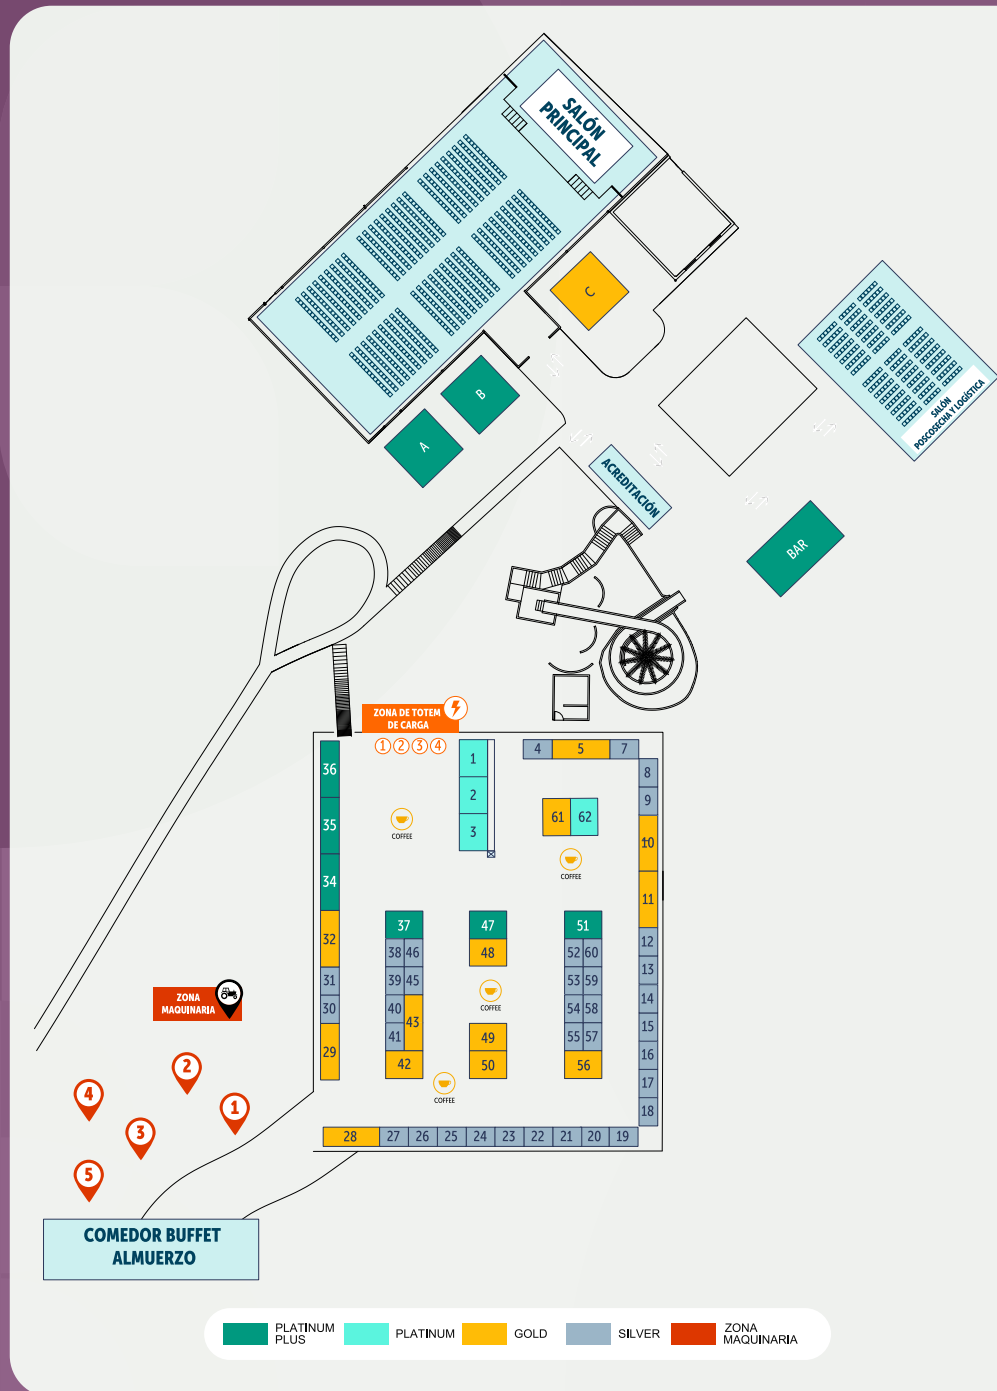 SALÓN
PRINCIPAL
C
B
A
SALÓN
POSCOSECHA Y LOGÍSTICA
ACREDITACIÓN
BAR
ZONA DE TOTEM
DE CARGA
1 2 3 4
36
35
34
32
31
30
29
1
2
3
4 5 7
8
9
10
11
12
13
14
15
16
17
18
61 62
COFFEE
COFFEE
37
38 46
39 45
40
43
41
42
47
48
COFFEE
49
50
51
52 60
53 59
54 58
55 57
56
COFFEE
28 27 26 25 24 23 22 21 20 19
ZONA
MAQUINARIA
2
4
1
3
5
COMEDOR BUFFET
ALMUERZO
PLATINUM
PLUS
PLATINUM
GOLD
SILVER
ZONA
MAQUINARIA